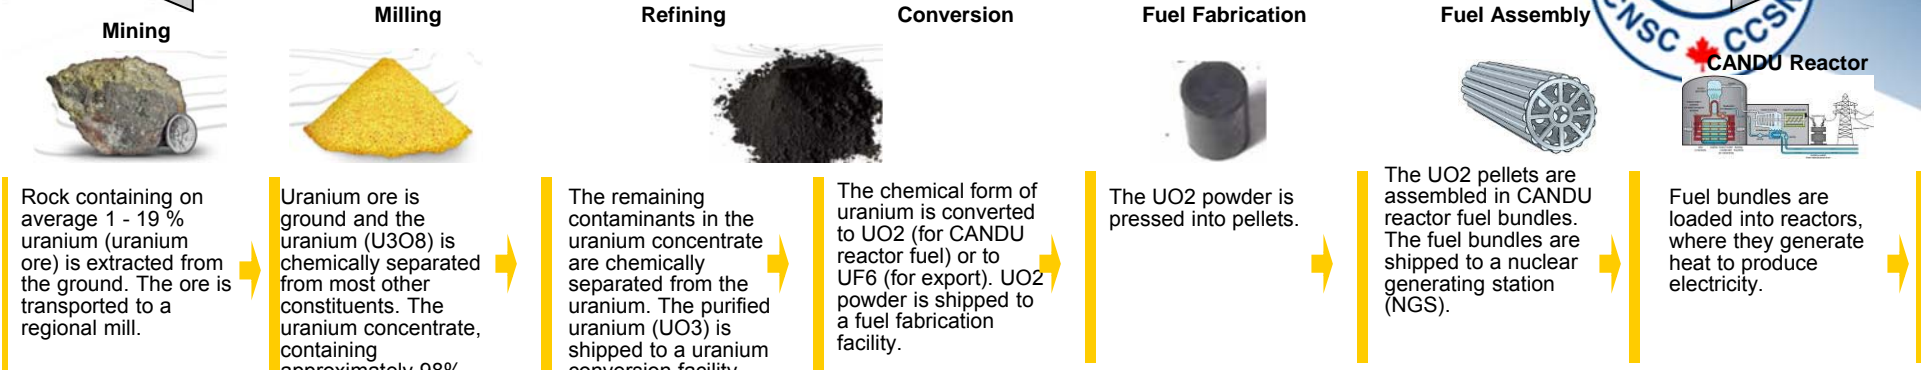 Mining
Rock containing on
average 1 - 19 %
uranium (uranium
ore) is extracted from
the ground. The ore is
transported to a
regional mill.
Milling
Uranium ore is
ground and the
uranium (U3O8) is
chemically separated
from most other
constituents. The
uranium concentrate,
containing
approximately 98%
Refining
The remaining
contaminants in the
uranium concentrate
are chemically
separated from the
uranium. The purified
uranium (UO3) is
shipped to a uranium
conversion facility
Conversion
The chemical form of
uranium is converted
to UO2 (for CANDU
reactor fuel) or to
UF6 (for export). UO2
powder is shipped to
a fuel fabrication
facility.
Fuel Fabrication
The UO2 powder is
pressed into pellets.
Fuel Assembly
The UO2 pellets are
assembled in CANDU
reactor fuel bundles.
The fuel bundles are
shipped to a nuclear
generating station
(NGS).
CNSC CCSN
CANDU Reactor
Fuel bundles are
loaded into reactors,
where they generate
heat to produce
electricity.